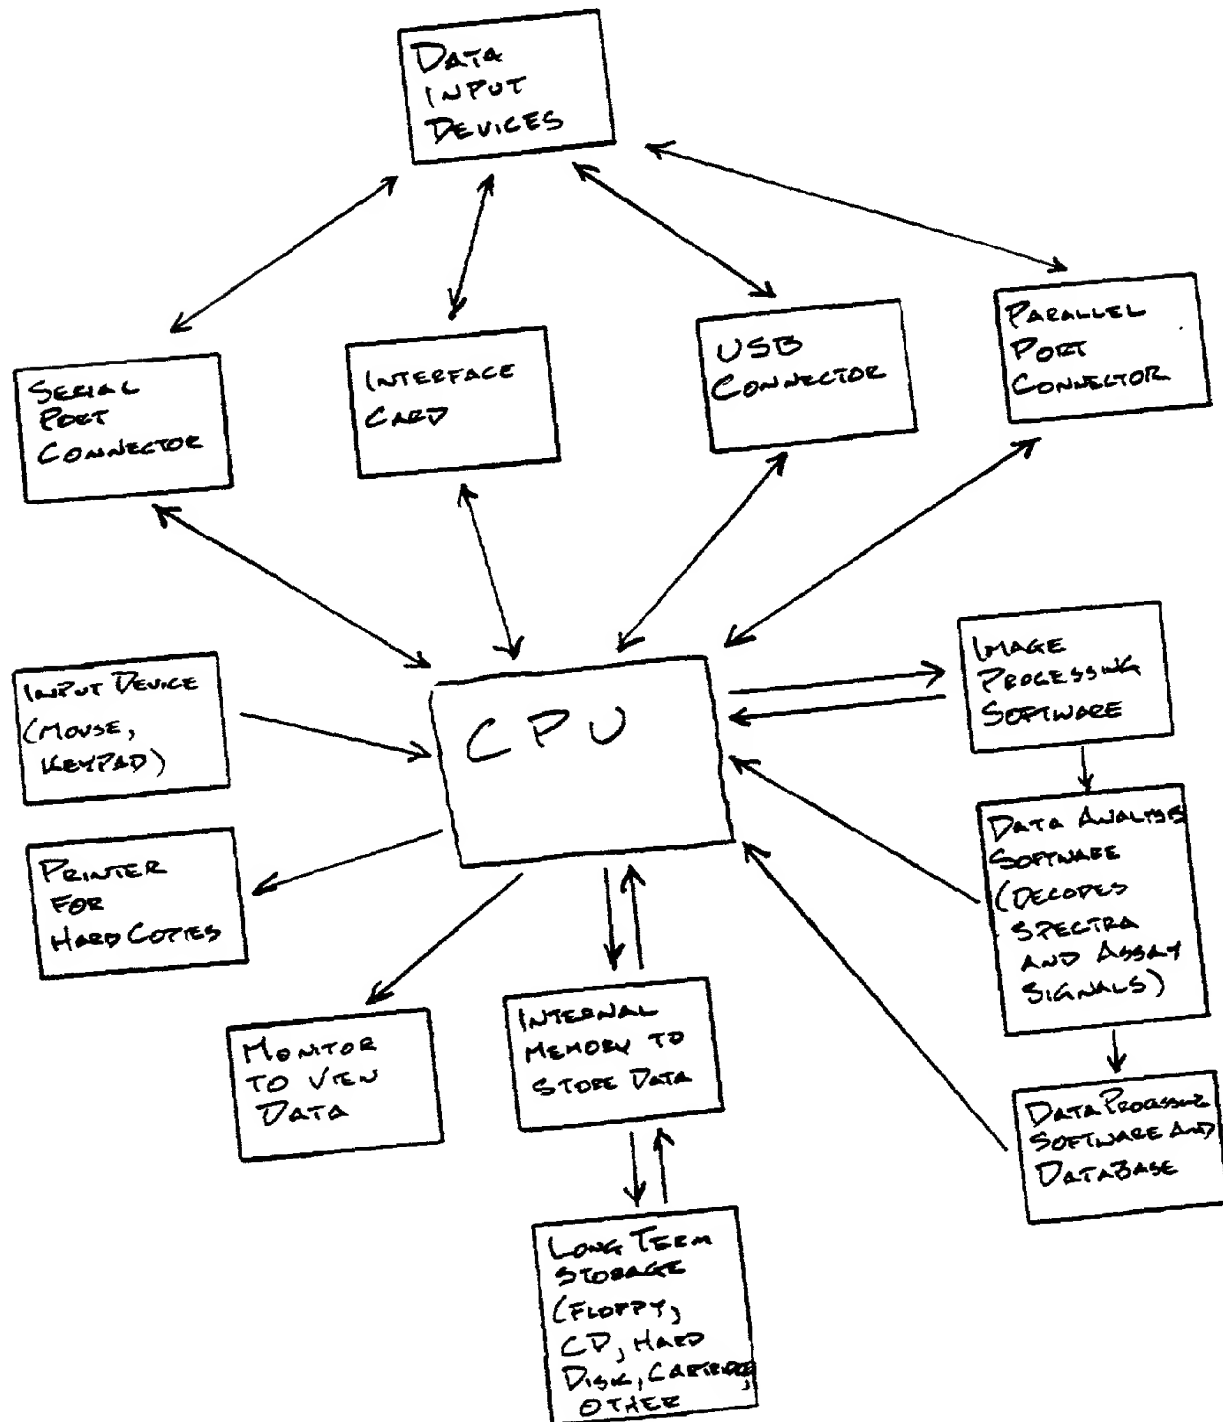 DATA
INPUT
DEVICES
SERIAL
PORT
CONNECTOR
INTERFACE
CARD
USB
CONNECTOR
PARALLEL
PORT
CONNECTOR
INPUT DEVICE
(MOUSE,
KEYPAD)
CPU
IMAGE
PROCESSING
SOFTWARE
PRINTER
FOR
HARD COPIES
DATA ANALYSIS
SOFTWARE
(DECODES
SPECTRA
AND ASSAY
SIGNALS)
MONITOR
TO VIEW
DATA
INTERNAL
MEMORY TO
STORE DATA
DATA PROCESSING
SOFTWARE AND
DATABASE
LONG TERM
STORAGE
(FLOPPY,
CD, HARD
DISK, CARTRIDGE,
OTHER